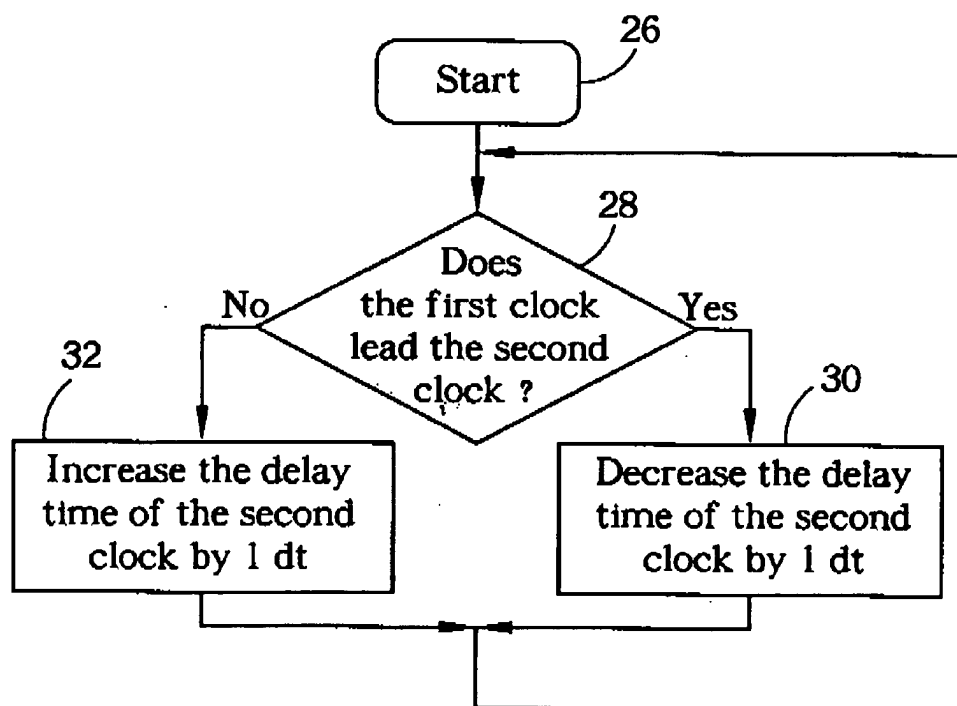 26
Start
28
Does
the first clock
lead the second
clock ?
No
Yes
32
30
Increase the delay
time of the second
clock by 1 dt
Decrease the delay
time of the second
clock by 1 dt